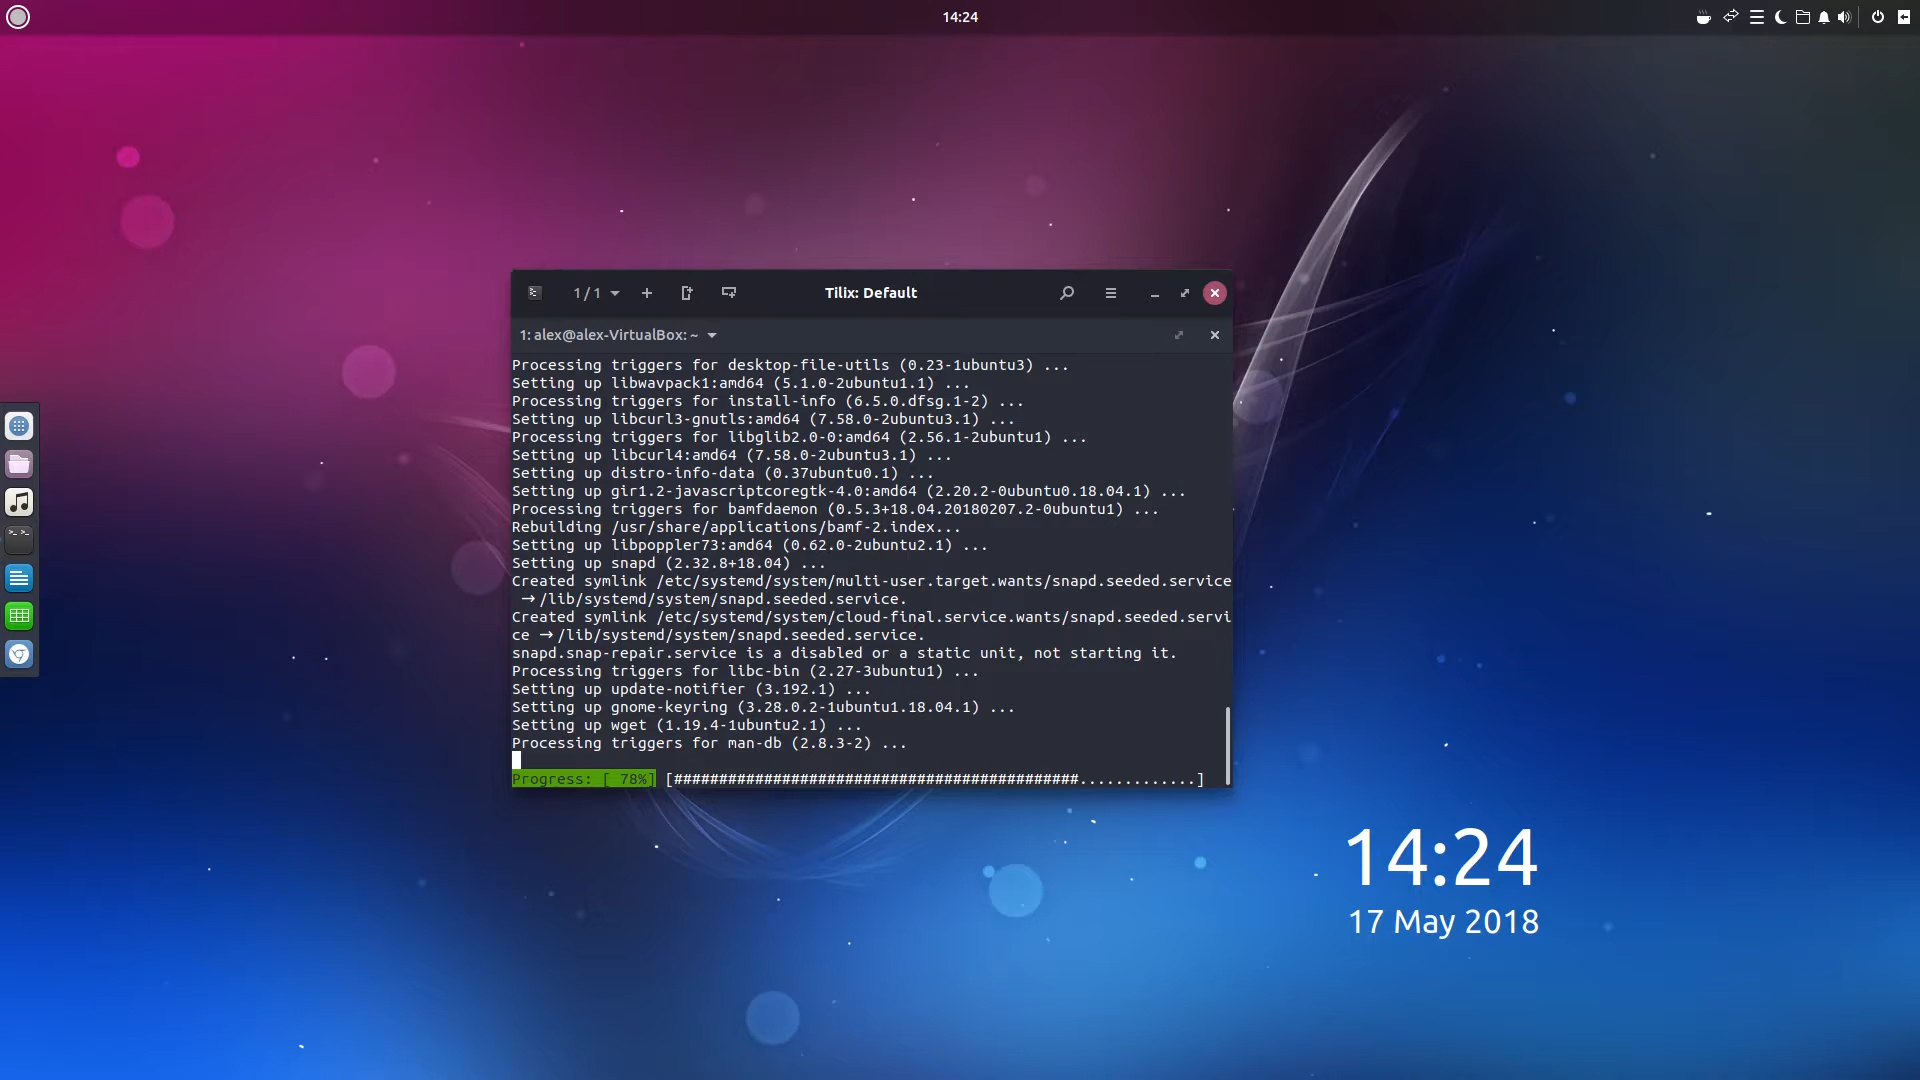 14:24
1 / 1
Tilix: Default
1: alex@alex-VirtualBox: ~
Processing triggers for desktop-file-utils (0.23-1ubuntu3) ...
Setting up libwavpack1:amd64 (5.1.0-2ubuntu1.1) ...
Processing triggers for install-info (6.5.0.dfsg.1-2) ...
Setting up libcurl3-gnutls:amd64 (7.58.0-2ubuntu3.1) ...
Processing triggers for libglib2.0-0:amd64 (2.56.1-2ubuntu1) ...
Setting up libcurl4:amd64 (7.58.0-2ubuntu3.1) ...
Setting up distro-info-data (0.37ubuntu0.1) ...
Setting up gir1.2-javascriptcoregtk-4.0:amd64 (2.20.2-0ubuntu0.18.04.1) ...
Processing triggers for bamfdaemon (0.5.3+18.04.20180207.2-0ubuntu1) ...
Rebuilding /usr/share/applications/bamf-2.index...
Setting up libpoppler73:amd64 (0.62.0-2ubuntu2.1) ...
Setting up snapd (2.32.8+18.04) ...
Created symlink /etc/systemd/system/multi-user.target.wants/snapd.seeded.service
→ /lib/systemd/system/snapd.seeded.service.
Created symlink /etc/systemd/system/cloud-final.service.wants/snapd.seeded.servi
ce → /lib/systemd/system/snapd.seeded.service.
snapd.snap-repair.service is a disabled or a static unit, not starting it.
Processing triggers for libc-bin (2.27-3ubuntu1) ...
Setting up update-notifier (3.192.1) ...
Setting up gnome-keyring (3.28.0.2-1ubuntu1.18.04.1) ...
Setting up wget (1.19.4-1ubuntu2.1) ...
Processing triggers for man-db (2.8.3-2) ...
Progress: [ 78%] [#############################################.............]
14:24
17 May 2018